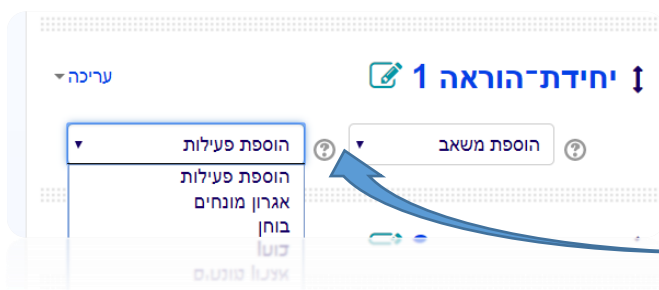 יחידת־הוראה 1
עריכה
הוספת משאב
הוספת פעילות
הוספת פעילות
אגרון מונחים
בוחן